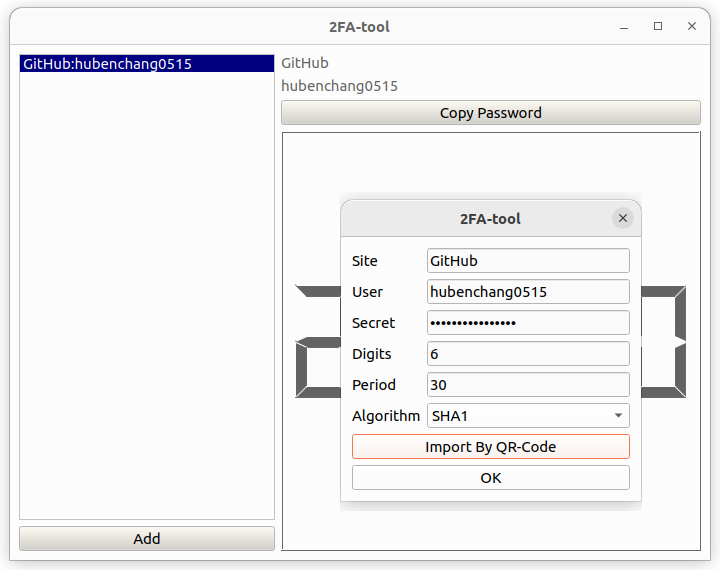 2FA-tool
GitHub:hubenchang0515
GitHub
hubenchang0515
Copy Password
2FA-tool
Site GitHub
User hubenchang0515
Secret ••••••••••••••••
Digits 6
Period 30
Algorithm SHA1
Import By QR-Code
OK
Add